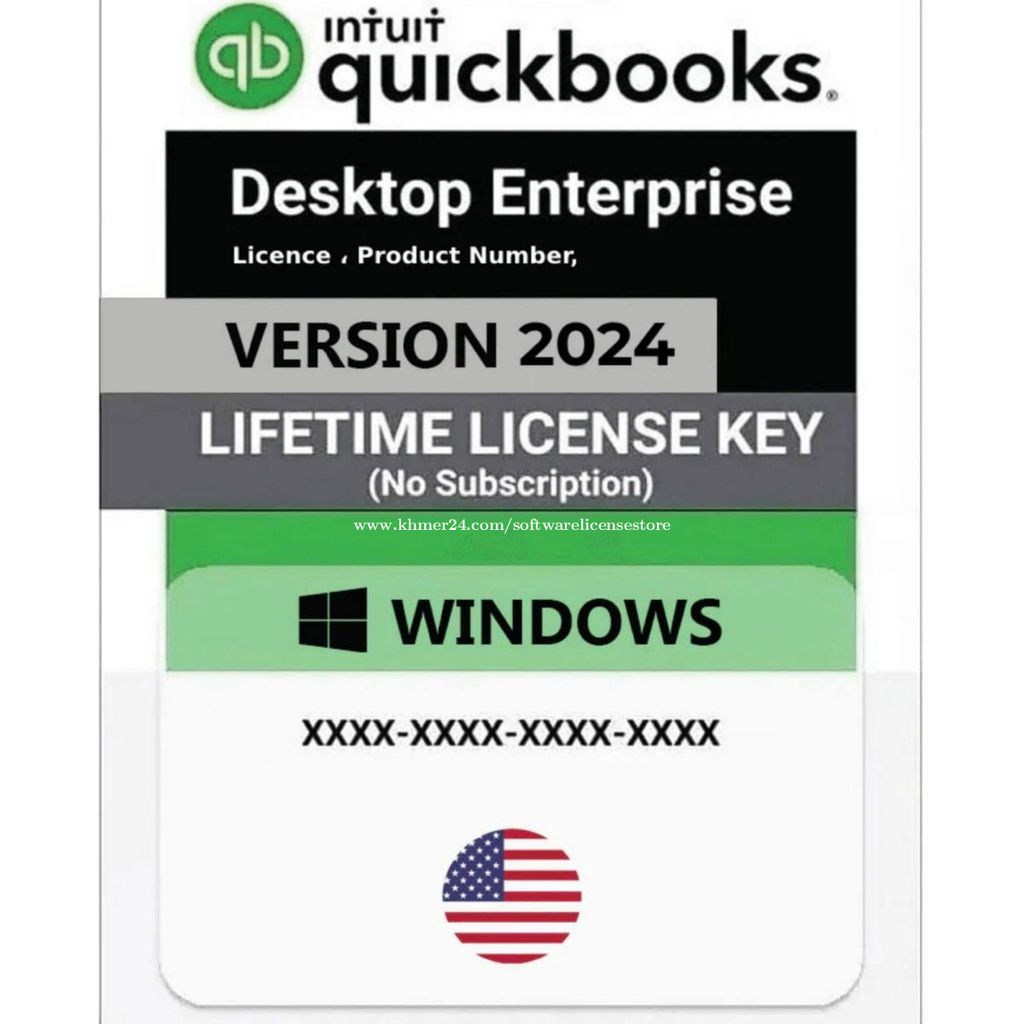 qb
ınṫuıṫ
quickbooks.®
Desktop Enterprise
Licence ، Product Number,
VERSION 2024
LIFETIME LICENSE KEY
(No Subscription)
www.khmer24.com/softwarelicensestore
WINDOWS
XXXX-XXXX-XXXX-XXXX